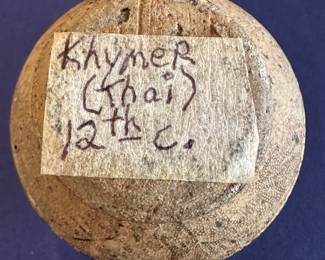 Khymer
(Thai)
12th c.